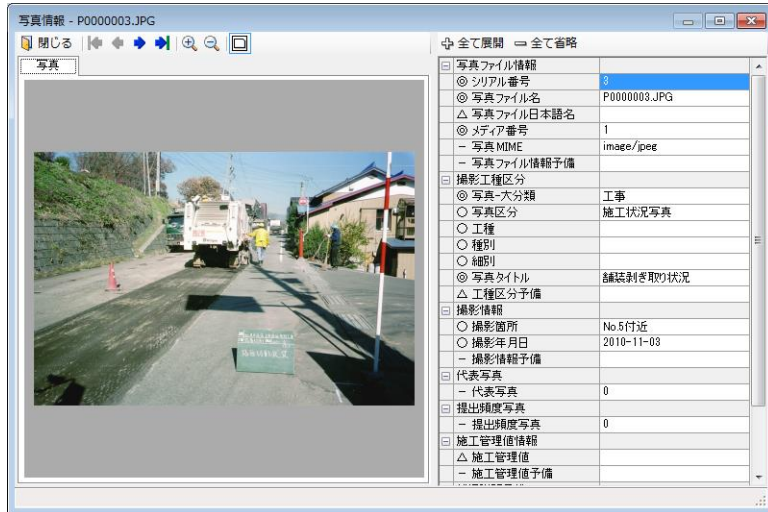 写真情報 - P0000003.JPG
閉じる
全て展開 全て省略
写真
写真ファイル情報
◎ シリアル番号 3
◎ 写真ファイル名 P0000003.JPG
△ 写真ファイル日本語名
◎ メディア番号 1
－ 写真MIME image/jpeg
－ 写真ファイル情報予備
撮影工種区分
◎ 写真-大分類 工事
○ 写真区分 施工状況写真
○ 工種
○ 種別
○ 細別
◎ 写真タイトル 舗装剥ぎ取り状況
△ 工種区分予備
撮影情報
○ 撮影箇所 No.5付近
○ 撮影年月日 2010-11-03
－ 撮影情報予備
代表写真
－ 代表写真 0
提出頻度写真
－ 提出頻度写真 0
施工管理値情報
△ 施工管理値
－ 施工管理値予備